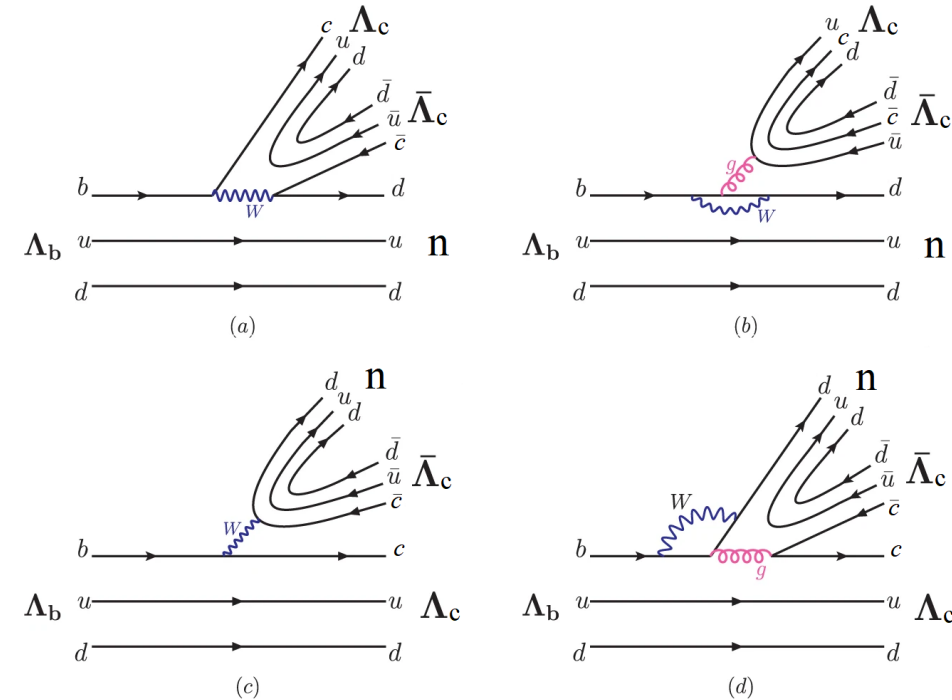 c Λc
u
d
d̄
ū Λ̄c
c̄
b W d
Λb u u n
d d
(a)
u Λc
c
d
d̄
c̄ Λ̄c
ū
g
b W d
Λb u u n
d d
(b)
d n
u
d
d̄
ū Λ̄c
c̄
W
b c
Λb u u Λc
d d
(c)
d n
u
d
d̄
ū Λ̄c
c̄
W
b g c
Λb u u Λc
d d
(d)